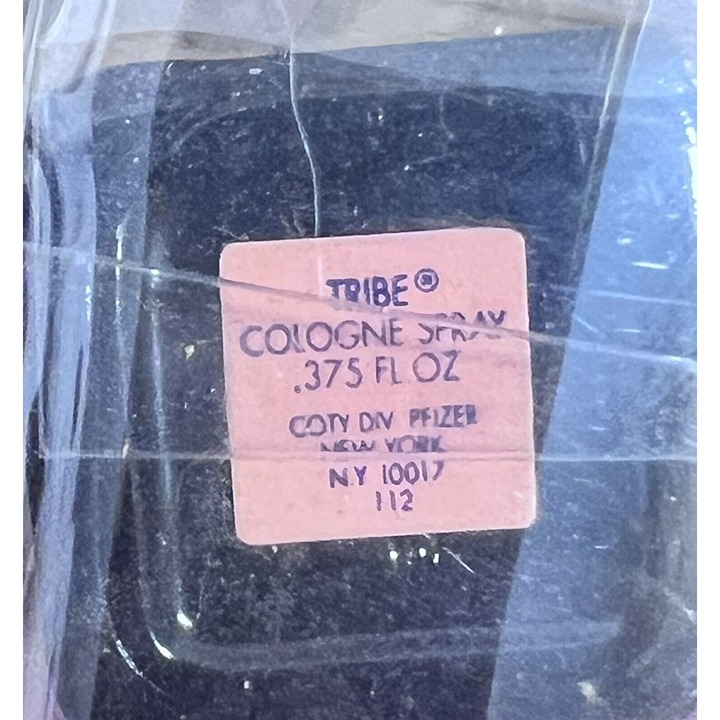 TRIBE®
COLOGNE SPRAY
.375 FL OZ
COTY DIV PFIZER
NEW YORK
N.Y 10017
112